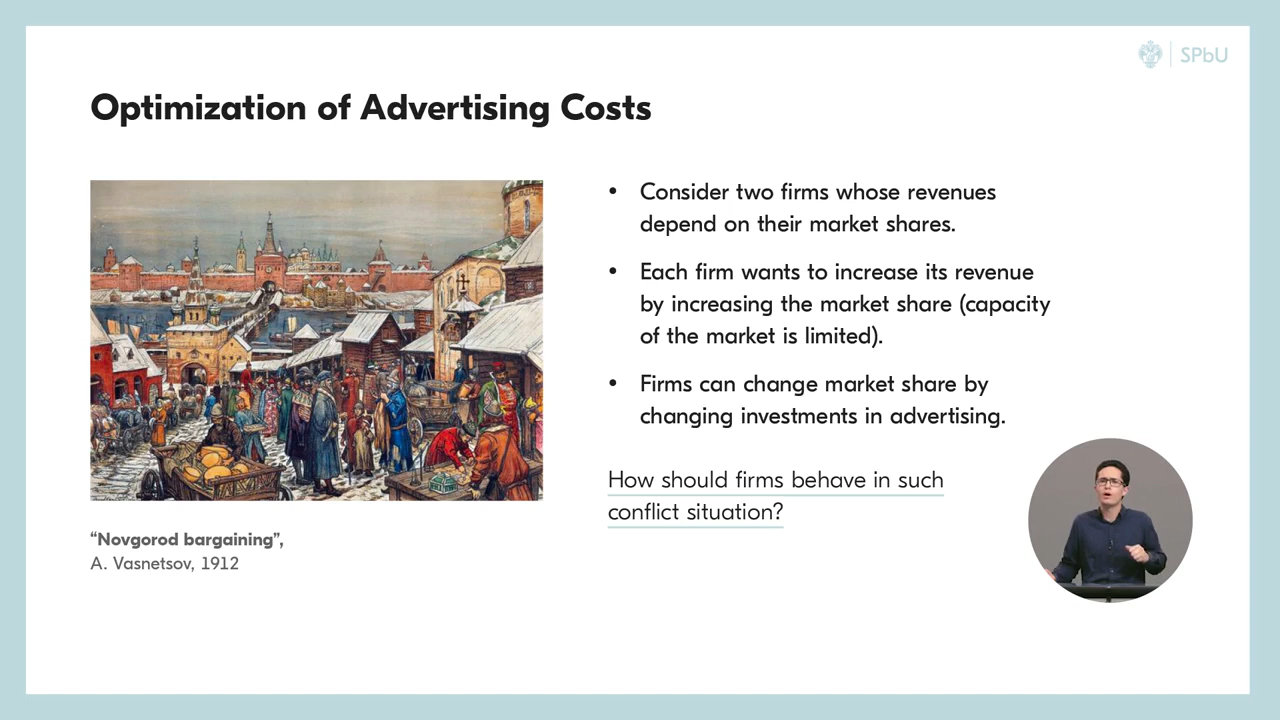 SPbU
Optimization of Advertising Costs
• Consider two firms whose revenues
depend on their market shares.
• Each firm wants to increase its revenue
by increasing the market share (capacity
of the market is limited).
• Firms can change market share by
changing investments in advertising.
How should firms behave in such
conflict situation?
“Novgorod bargaining”,
A. Vasnetsov, 1912